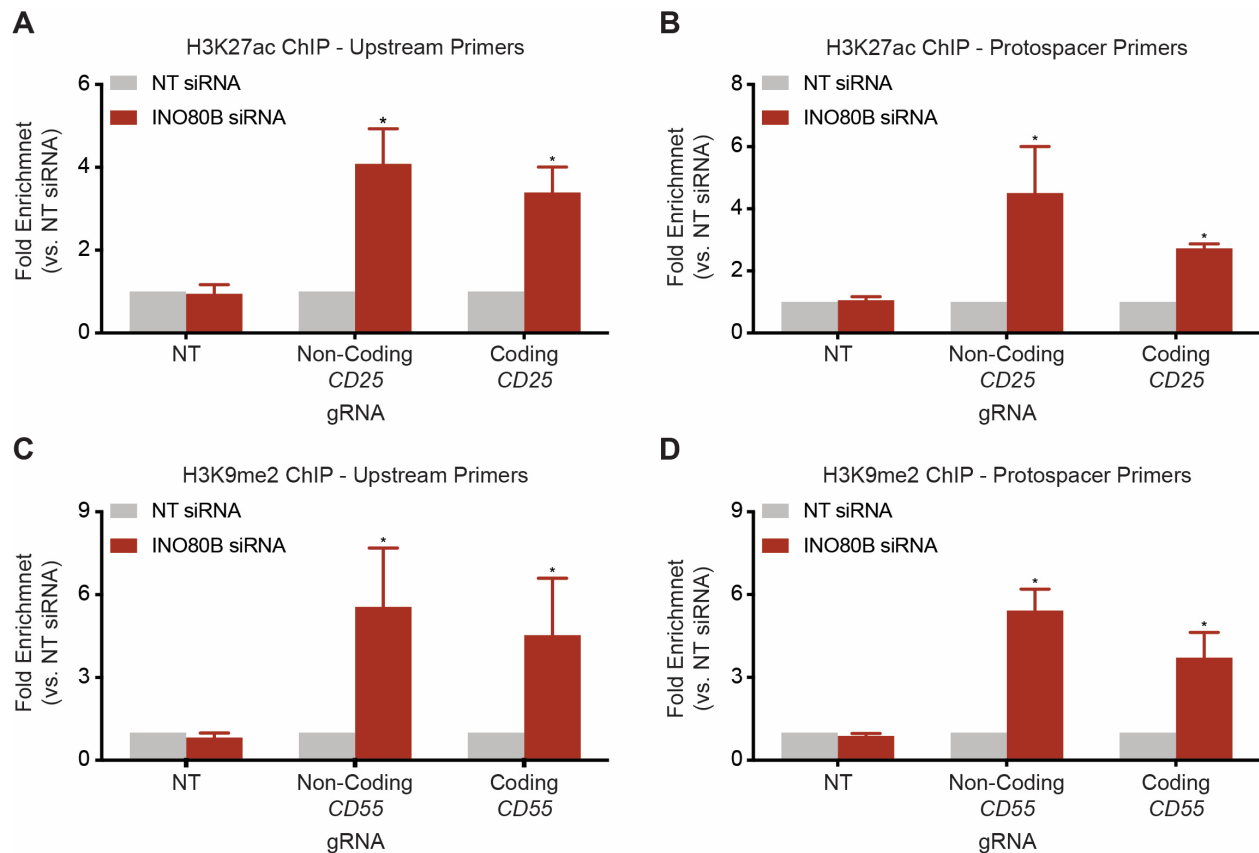 A
H3K27ac ChIP - Upstream Primers
NT siRNA
INO80B siRNA
Fold Enrichmnet
(vs. NT siRNA)
6
4
2
0
*
*
NT
Non-Coding
CD25
Coding
CD25
gRNA
B
H3K27ac ChIP - Protospacer Primers
NT siRNA
INO80B siRNA
Fold Enrichmnet
(vs. NT siRNA)
8
6
4
2
0
*
*
NT
Non-Coding
CD25
Coding
CD25
gRNA
C
H3K9me2 ChIP - Upstream Primers
NT siRNA
INO80B siRNA
Fold Enrichmnet
(vs. NT siRNA)
9
6
3
0
*
*
NT
Non-Coding
CD55
Coding
CD55
gRNA
D
H3K9me2 ChIP - Protospacer Primers
NT siRNA
INO80B siRNA
Fold Enrichmnet
(vs. NT siRNA)
9
6
3
0
*
*
NT
Non-Coding
CD55
Coding
CD55
gRNA